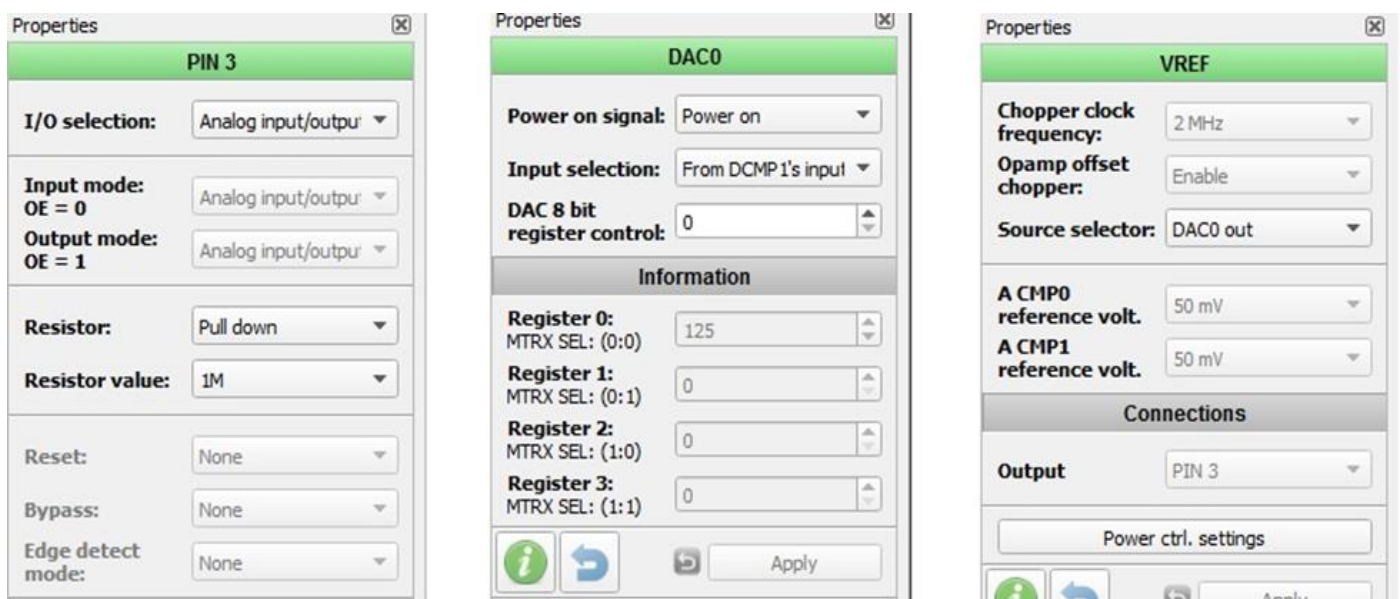 Properties
PIN 3
I/O selection: Analog input/outpu
Input mode:
OE = 0
Analog input/outpu
Output mode:
OE = 1
Analog input/output
Resistor: Pull down
Resistor value: 1M
Reset: None
Bypass: None
Edge detect
mode:
None
Properties
DAC0
Power on signal: Power on
Input selection: From DCMP1's input
DAC 8 bit
register control:
0
Information
Register 0:
MTRX SEL: (0:0)
125
Register 1:
MTRX SEL: (0:1)
0
Register 2:
MTRX SEL: (1:0)
0
Register 3:
MTRX SEL: (1:1)
0
Apply
Properties
VREF
Chopper clock
frequency:
2 MHz
Opamp offset
chopper:
Enable
Source selector: DAC0 out
A CMP0
reference volt.
50 mV
A CMP1
reference volt.
50 mV
Connections
Output PIN 3
Power ctrl. settings
Apply